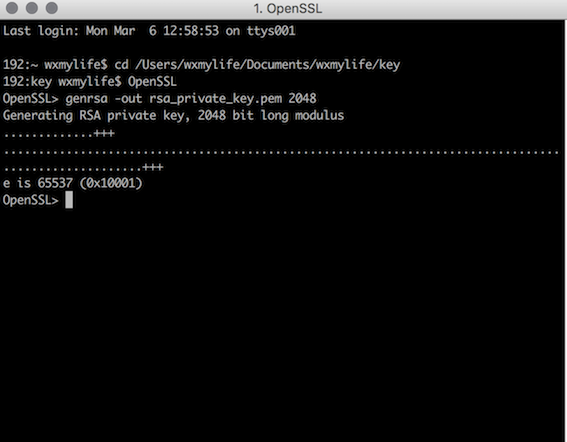 1. OpenSSL
Last login: Mon Mar  6 12:58:53 on ttys001
192:~ wxmylife$ cd /Users/wxmylife/Documents/wxmylife/key
192:key wxmylife$ OpenSSL
OpenSSL> genrsa -out rsa_private_key.pem 2048
Generating RSA private key, 2048 bit long modulus
.............+++
................................................................................
....................+++
e is 65537 (0x10001)
OpenSSL>